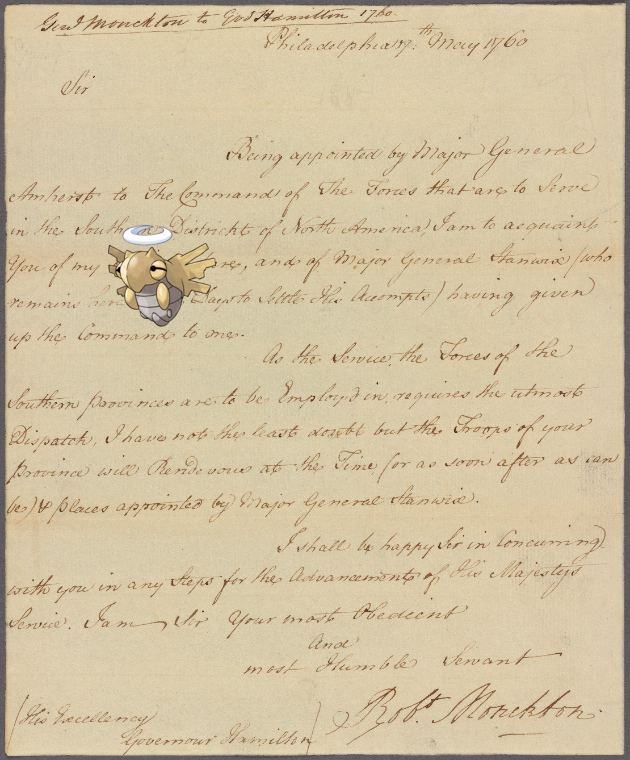 Genl Monckton to Govr Hamilton 1760.
Philadelphia 17th May 1760
Sir
Being appointed by Major General
Amherst to The Command of The Forces that are to Serve
in the South Districkt of North America, I am to acquaint
You of my and of Major General Stanwix (who
remains Days to Settle His Accompts) having given
up the Command to me.
As the Service, the Forces of the
Southern Provinces are to be Employ'd in, requires the utmost
Dispatch, I have not the least doubt but the Troops of your
Province will Rendevous at the Time (or as soon after as can
be) & places appointed by Major General Stanwix.
I shall be happy Sir in Concurring
with you in any Steps for the Advancement of His Majesty's
Service. I am Sir Your most Obedient
And
most Humble Servant
Robt Monckton.
His Excellency
Governour Hamilton